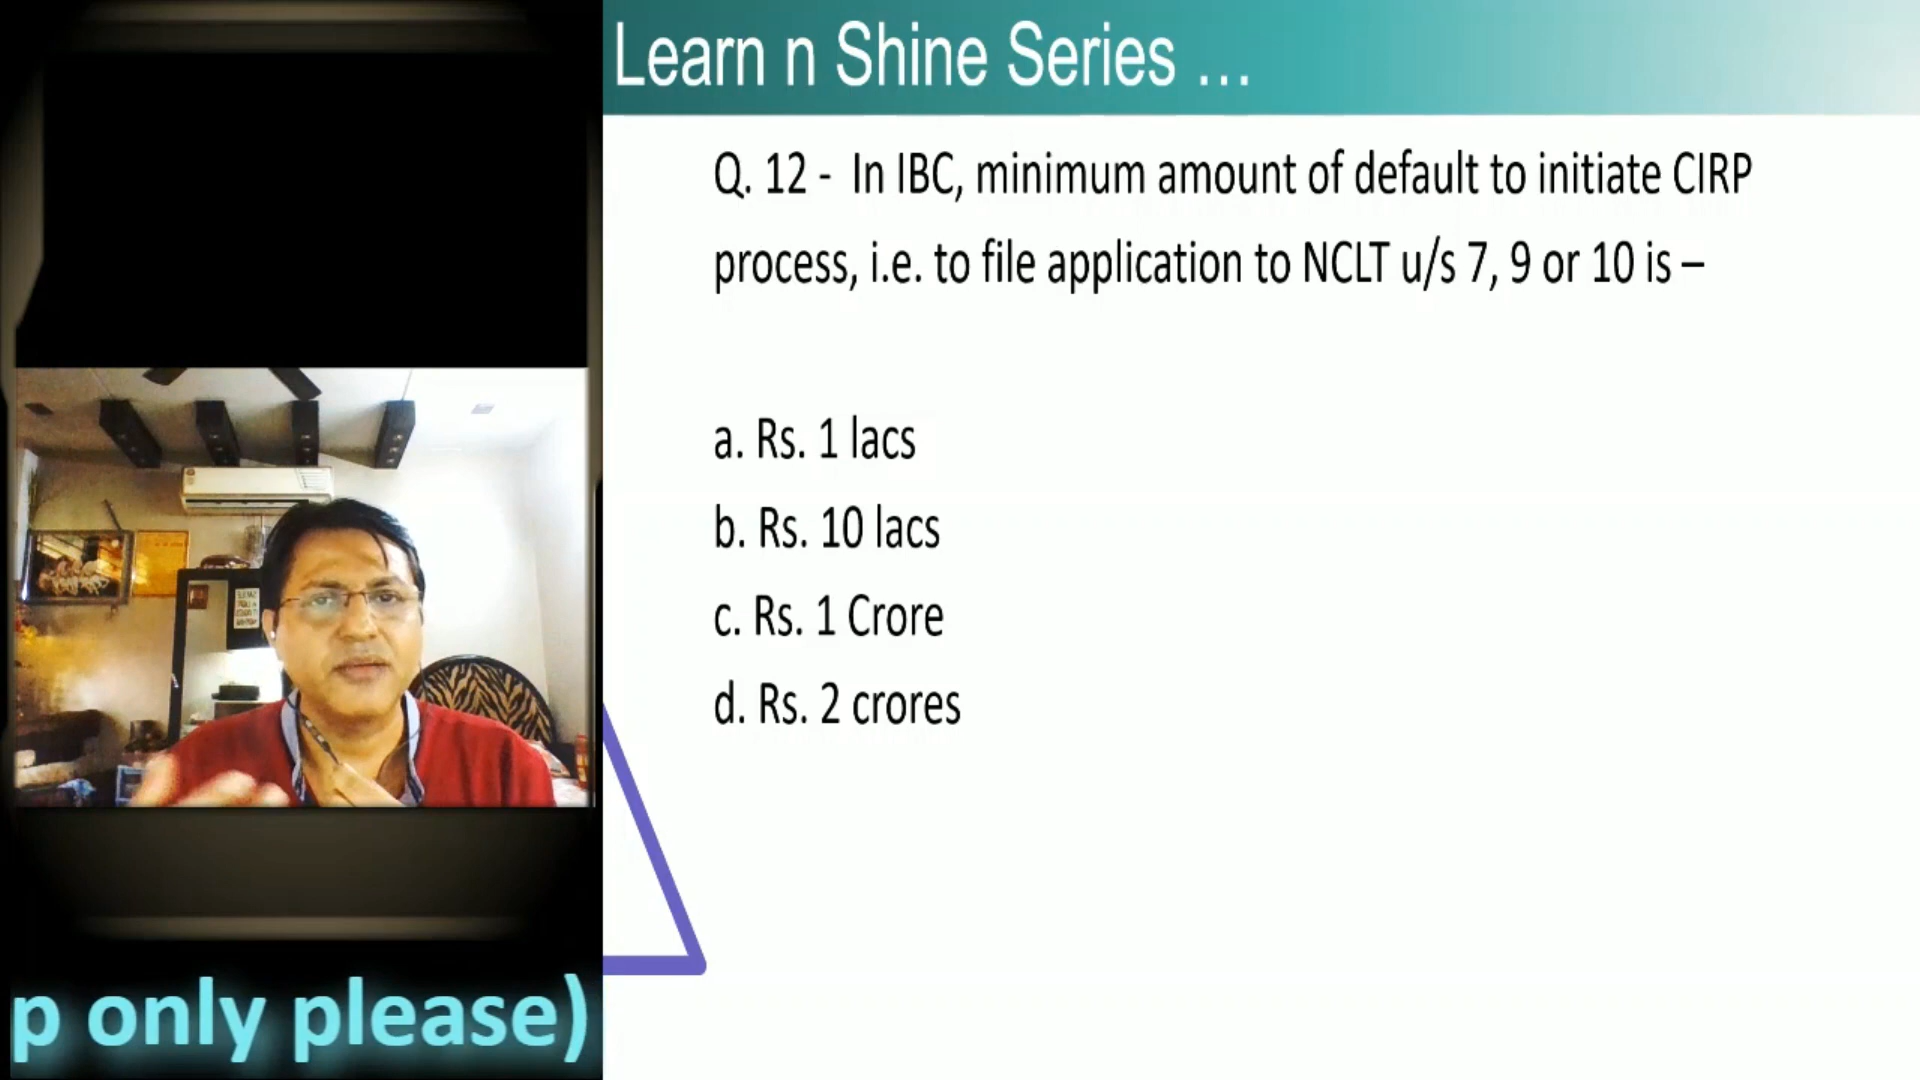 Learn n Shine Series ...
Q. 12 - In IBC, minimum amount of default to initiate CIRP
process, i.e. to file application to NCLT u/s 7, 9 or 10 is –
a. Rs. 1 lacs
b. Rs. 10 lacs
c. Rs. 1 Crore
d. Rs. 2 crores
p only please)